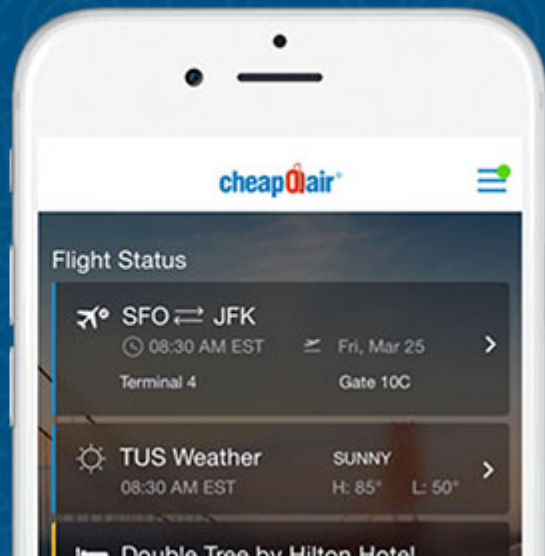 cheapOair®
Flight Status
SFO ⇄ JFK
08:30 AM EST Fri, Mar 25
Terminal 4 Gate 10C
TUS Weather SUNNY
08:30 AM EST H: 85° L: 50°
Double Tree by Hilton Hotel